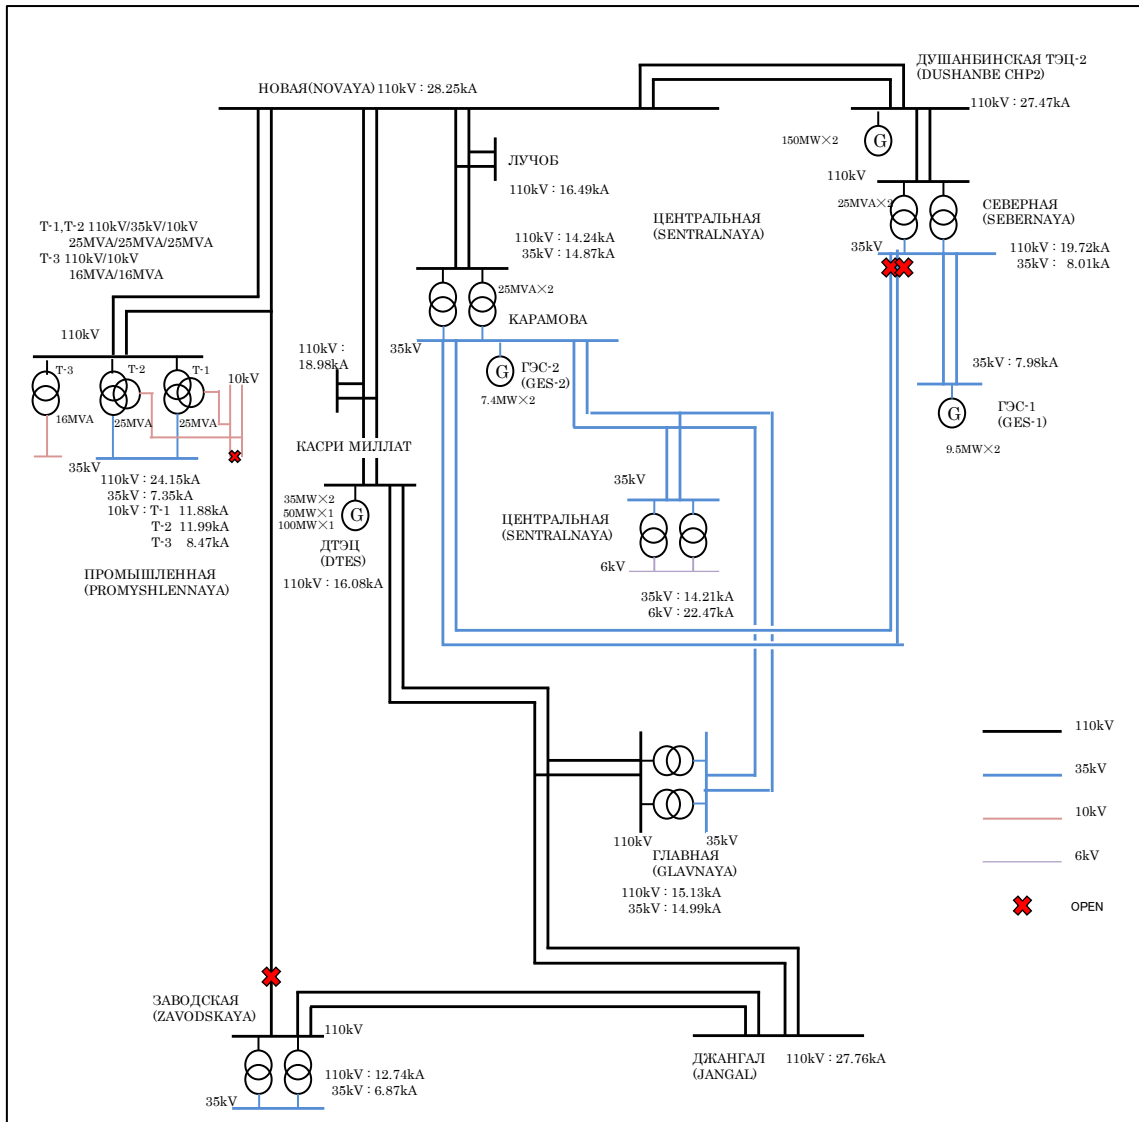 ДУШАНБИНСКАЯ ТЭЦ-2
(DUSHANBE CHP2)
НОВАЯ(NOVAYA) 110kV : 28.25kA
110kV : 27.47kA
150MW×2
G
ЛУЧОБ
110kV : 16.49kA
110kV
25MVA×2
СЕВЕРНАЯ
(SEBERNAYA)
ЦЕНТРАЛЬНАЯ
(SENTRALNAYA)
T-1,T-2 110kV/35kV/10kV
25MVA/25MVA/25MVA
T-3 110kV/10kV
16MVA/16MVA
110kV : 14.24kA
35kV : 14.87kA
35kV
110kV : 19.72kA
35kV : 8.01kA
25MVA×2
КАРАМОВА
110kV
35kV
110kV :
18.98kA
G
ГЭС-2
(GES-2)
7.4MW×2
35kV : 7.98kA
T-3
T-2
T-1
10kV
16MVA
25MVA
25MVA
G
ГЭС-1
(GES-1)
9.5MW×2
КАСРИ МИЛЛАТ
35kV
110kV : 24.15kA
35kV : 7.35kA
10kV : T-1 11.88kA
T-2 11.99kA
T-3 8.47kA
35kV
35MW×2
50MW×1
100MW×1
G
ЦЕНТРАЛЬНАЯ
(SENTRALNAYA)
ДТЭЦ
(DTES)
110kV : 16.08kA
6kV
ПРОМЫШЛЕННАЯ
(PROMYSHLENNAYA)
35kV : 14.21kA
6kV : 22.47kA
110kV
35kV
10kV
6kV
OPEN
110kV
35kV
ГЛАВНАЯ
(GLAVNAYA)
110kV : 15.13kA
35kV : 14.99kA
ЗАВОДСКАЯ
(ZAVODSKAYA)
110kV
110kV : 12.74kA
35kV : 6.87kA
35kV
ДЖАНГАЛ
(JANGAL)
110kV : 27.76kA